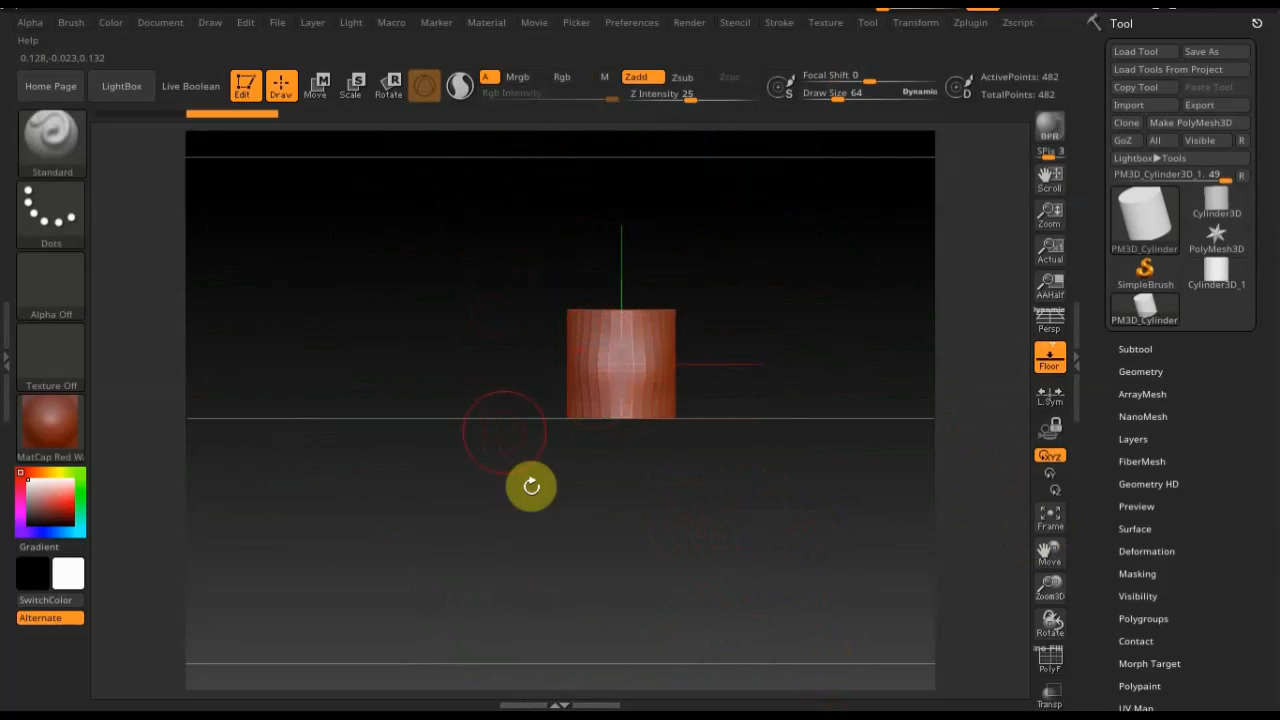 Alpha Brush Color Document Draw Edit File Layer Light Macro Marker Material Movie Picker Preferences Render Stencil Stroke Texture Tool Transform Zplugin Zscript
Help
0.128,-0.023,0.132
Home Page
LightBox
Live Boolean
Edit
Draw
Move
Scale
Rotate
A
Mrgb
Rgb
M
Rgb Intensity
Zadd
Zsub
Zcut
Z Intensity 25
S
Focal Shift 0
Draw Size 64
Dynamic
D
ActivePoints: 482
TotalPoints: 482
Standard
Dots
Alpha Off
Texture Off
MatCap Red W
Gradient
SwitchColor
Alternate
BPR
SPix 3
Scroll
Zoom
Actual
AAHalf
Dynamic
Persp
Floor
L.Sym
XYZ
Y
Z
Frame
Move
Zoom3D
Rotate
PolyF
Transp
Tool
Load Tool Save As
Load Tools From Project
Copy Tool Paste Tool
Import Export
Clone Make PolyMesh3D
GoZ All Visible R
Lightbox▶Tools
PM3D_Cylinder3D_1. 49 R
PM3D_Cylinder
Cylinder3D
PolyMesh3D
SimpleBrush
Cylinder3D_1
PM3D_Cylinder
Subtool
Geometry
ArrayMesh
NanoMesh
Layers
FiberMesh
Geometry HD
Preview
Surface
Deformation
Masking
Visibility
Polygroups
Contact
Morph Target
Polypaint
UV Map